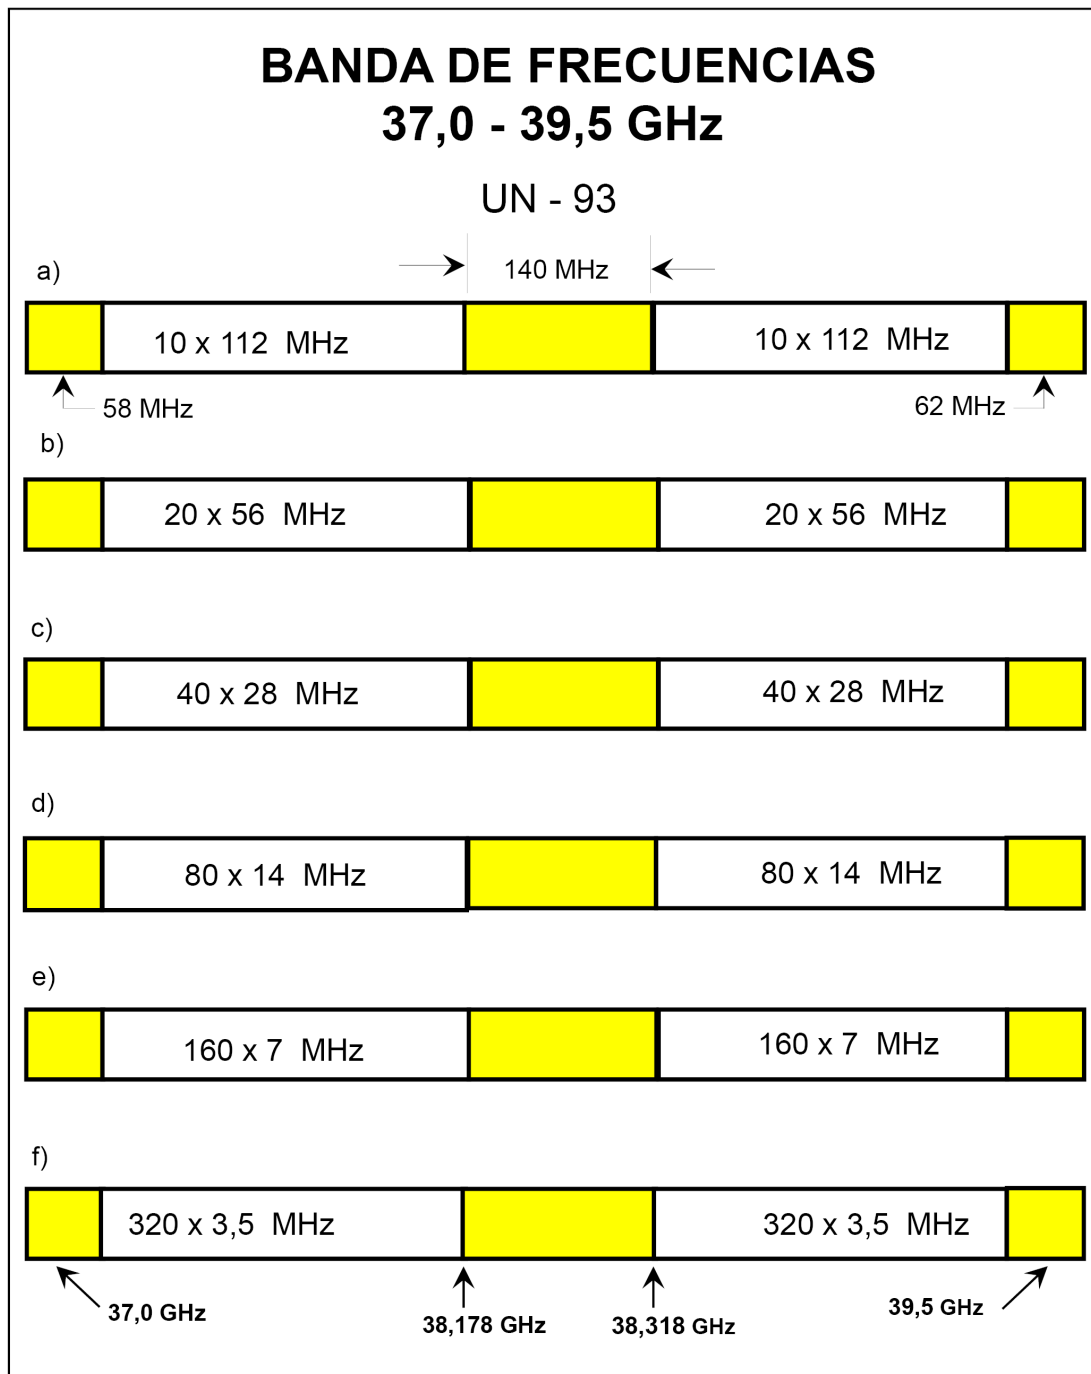 BANDA DE FRECUENCIAS
37,0 - 39,5 GHz
UN - 93
a)
140 MHz
10 x 112 MHz
10 x 112 MHz
58 MHz
62 MHz
b)
20 x 56 MHz
20 x 56 MHz
c)
40 x 28 MHz
40 x 28 MHz
d)
80 x 14 MHz
80 x 14 MHz
e)
160 x 7 MHz
160 x 7 MHz
f)
320 x 3,5 MHz
320 x 3,5 MHz
37,0 GHz
38,178 GHz
38,318 GHz
39,5 GHz